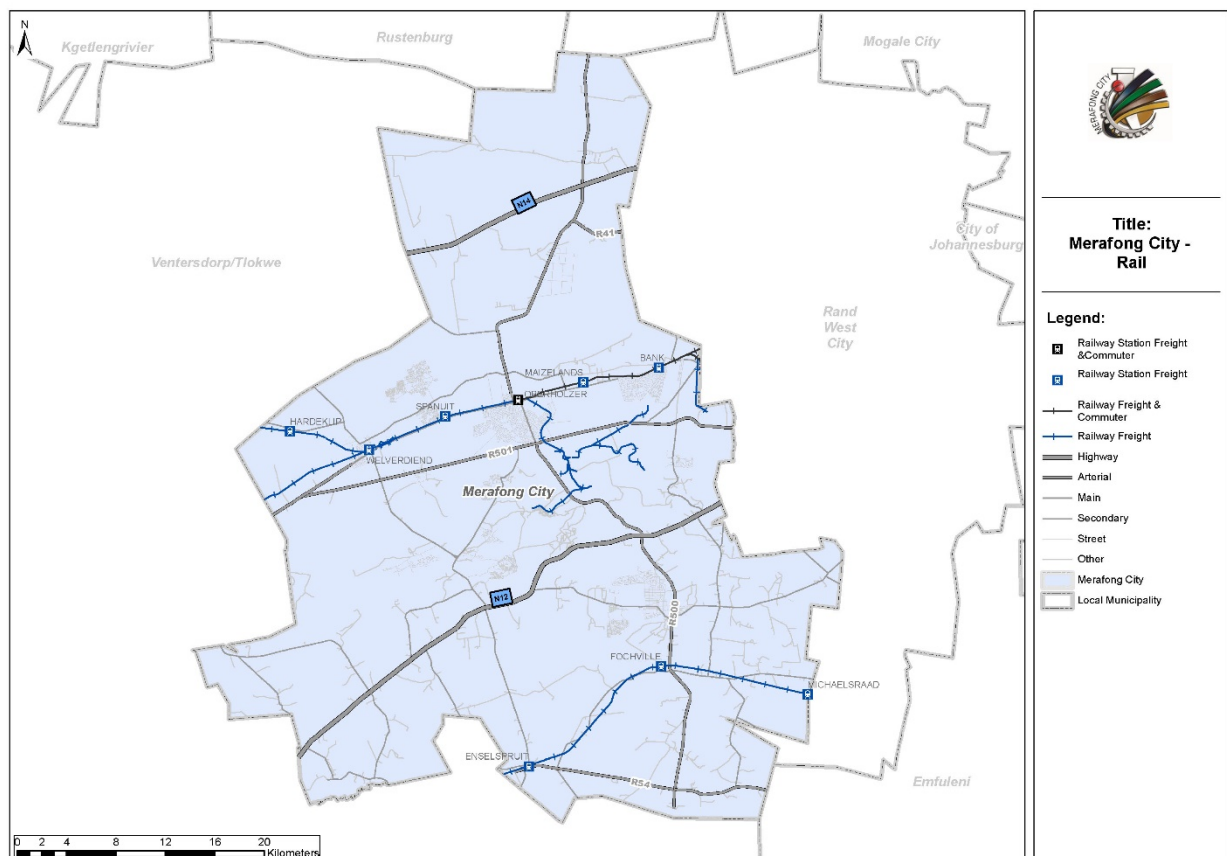 N
Kgetlengrivier
Rustenburg
Mogale City
N14
R41
City of
Johannesburg
Ventersdorp/Tlokwe
Rand
West
City
BANK
MAIZELANDS
OBERHOLZER
SPANUIT
HARDEKUP
WELVERDIEND
R501
Merafong City
N12
R500
FOCHVILLE
MICHAELSRAAD
ENSELSPRUIT
R54
Emfuleni
0 2 4 8 12 16 20
Kilometers
MERAFONG CITY
Title:
Merafong City -
Rail
Legend:
Railway Station Freight
&Commuter
Railway Station Freight
Railway Freight &
Commuter
Railway Freight
Highway
Arterial
Main
Secondary
Street
Other
Merafong City
Local Municipality